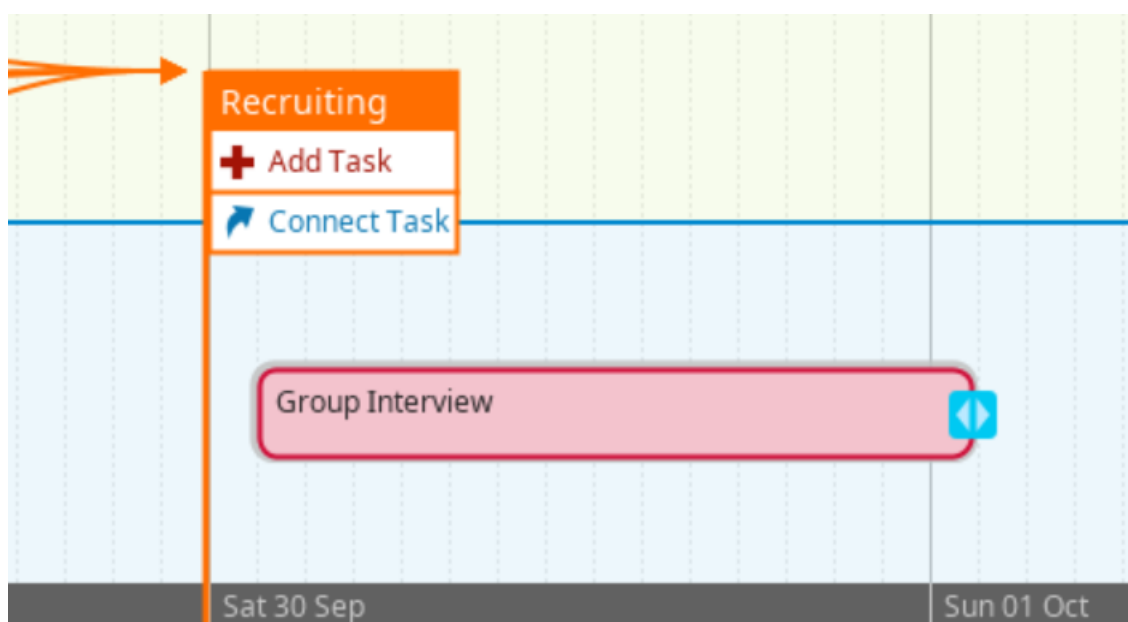 Recruiting
Add Task
Connect Task
Group Interview
Sat 30 Sep
Sun 01 Oct